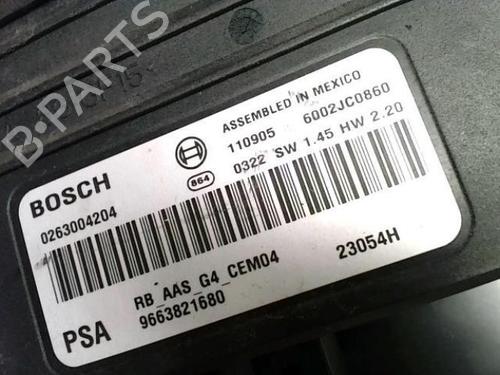 B-PARTS
ASSEMBLED IN MEXICO
110905 6002JC0860
864 0322 SW 1.45 HW 2.20
BOSCH
0263004204
RB_AAS_G4_CEM04 23054H
PSA 9663821680